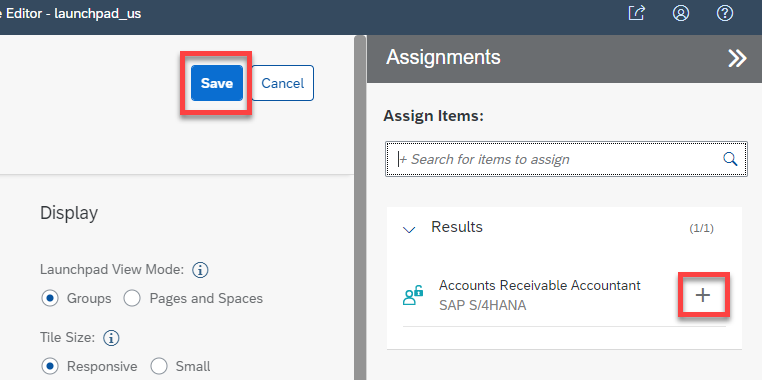 e Editor - launchpad_us
Save
Cancel
Display
Launchpad View Mode:
Groups
Pages and Spaces
Tile Size:
Responsive
Small
Assignments
Assign Items:
+ Search for items to assign
Results
(1/1)
Accounts Receivable Accountant
SAP S/4HANA